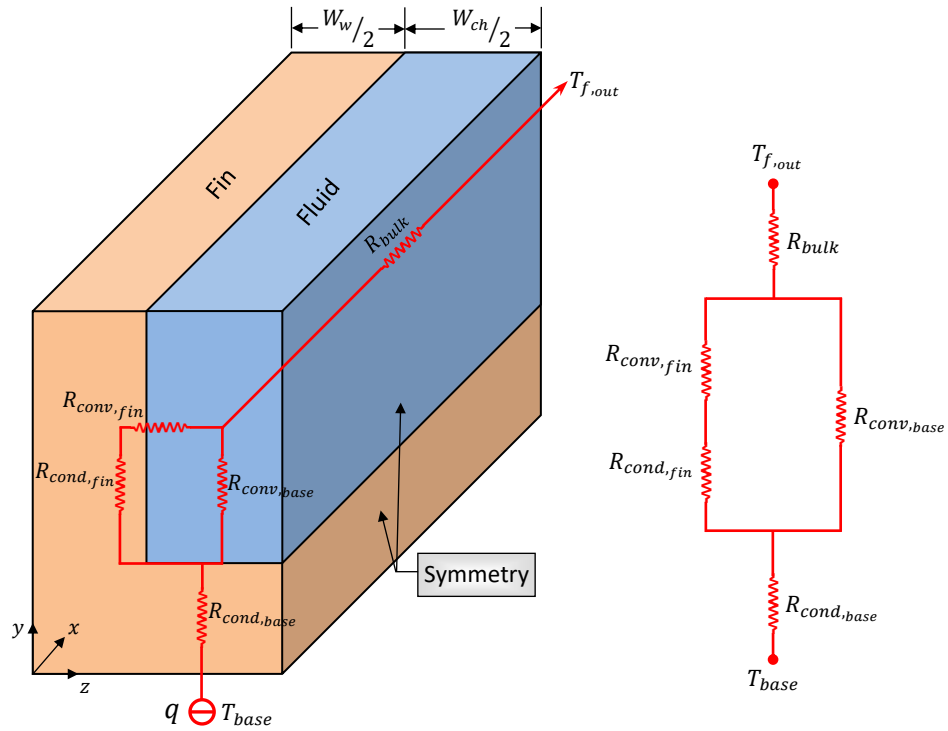 W_w/2 W_ch/2
T_f,out
Fin
Fluid
R_bulk
R_conv,fin
R_cond,fin
R_conv,base
Symmetry
R_cond,base
y
x
z
q T_base
T_f,out
R_bulk
R_conv,fin
R_conv,base
R_cond,fin
R_cond,base
T_base